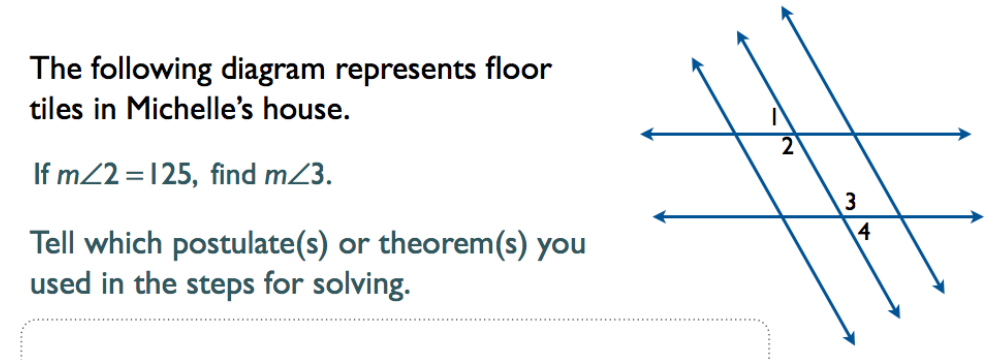 The following diagram represents floor
tiles in Michelle's house.
If m∠2 = 125, find m∠3.
Tell which postulate(s) or theorem(s) you
used in the steps for solving.
1
2
3
4